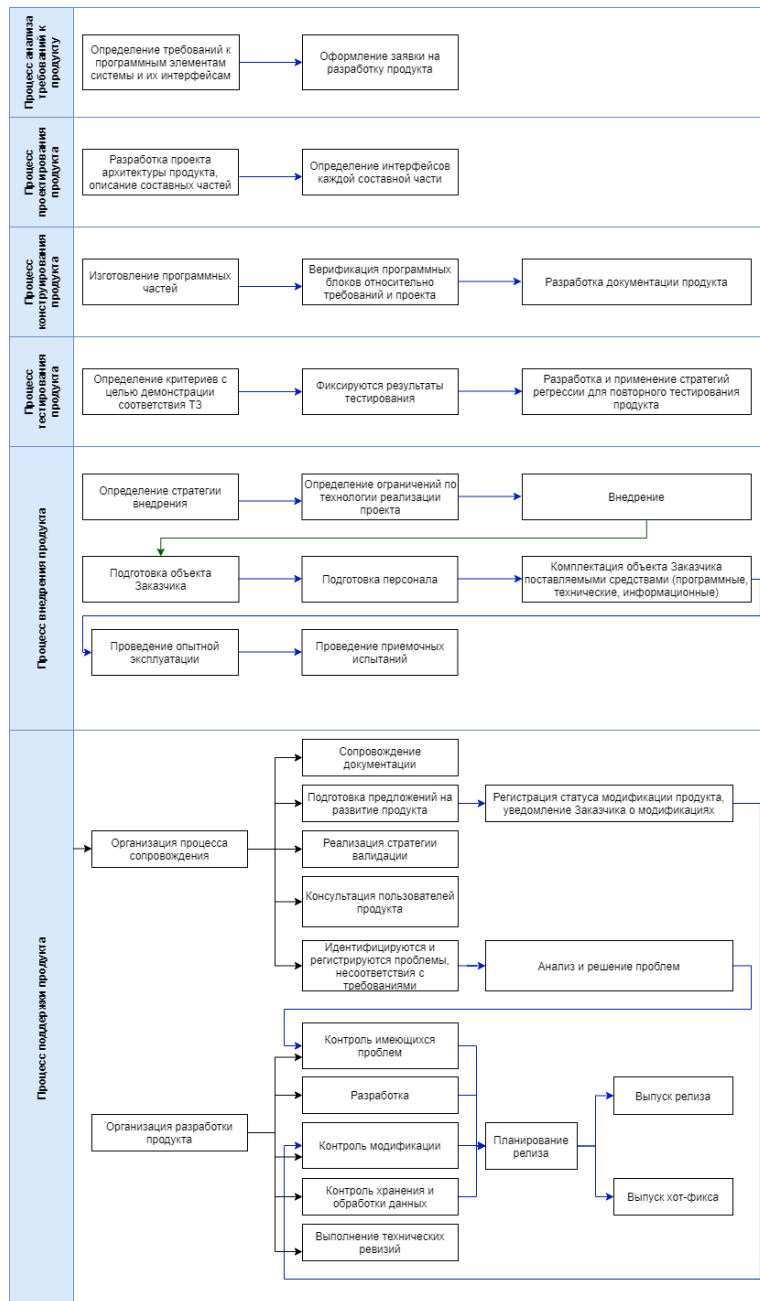 Процесс анализа
требований к
продукту
Определение требований к
программным элементам
системы и их интерфейсам
Оформление заявки на
разработку продукта
Процесс
проектирования
продукта
Разработка проекта
архитектуры продукта,
описание составных частей
Определение интерфейсов
каждой составной части
Процесс
конструирования
продукта
Изготовление программных
частей
Верификация программных
блоков относительно
требований и проекта
Разработка документации продукта
Процесс
тестирования
продукта
Определение критериев с
целью демонстрации
соответствия ТЗ
Фиксируются результаты
тестирования
Разработка и применение стратегий
регрессии для повторного тестирования
продукта
Процесс внедрения продукта
Определение стратегии
внедрения
Определение ограничений по
технологии реализации
проекта
Внедрение
Подготовка объекта
Заказчика
Подготовка персонала
Комплектация объекта Заказчика
поставляемыми средствами (программные,
технические, информационные)
Проведение опытной
эксплуатации
Проведение приемочных
испытаний
Процесс поддержки продукта
Организация процесса
сопровождения
Сопровождение
документации
Подготовка предложений на
развитие продукта
Регистрация статуса модификации продукта,
уведомление Заказчика о модификациях
Реализация стратегии
валидации
Консультация пользователей
продукта
Идентифицируются и
регистрируются проблемы,
несоответствия с
требованиями
Анализ и решение проблем
Организация разработки
продукта
Контроль имеющихся
проблем
Разработка
Контроль модификации
Контроль хранения и
обработки данных
Выполнение технических
ревизий
Планирование
релиза
Выпуск релиза
Выпуск хот-фикса